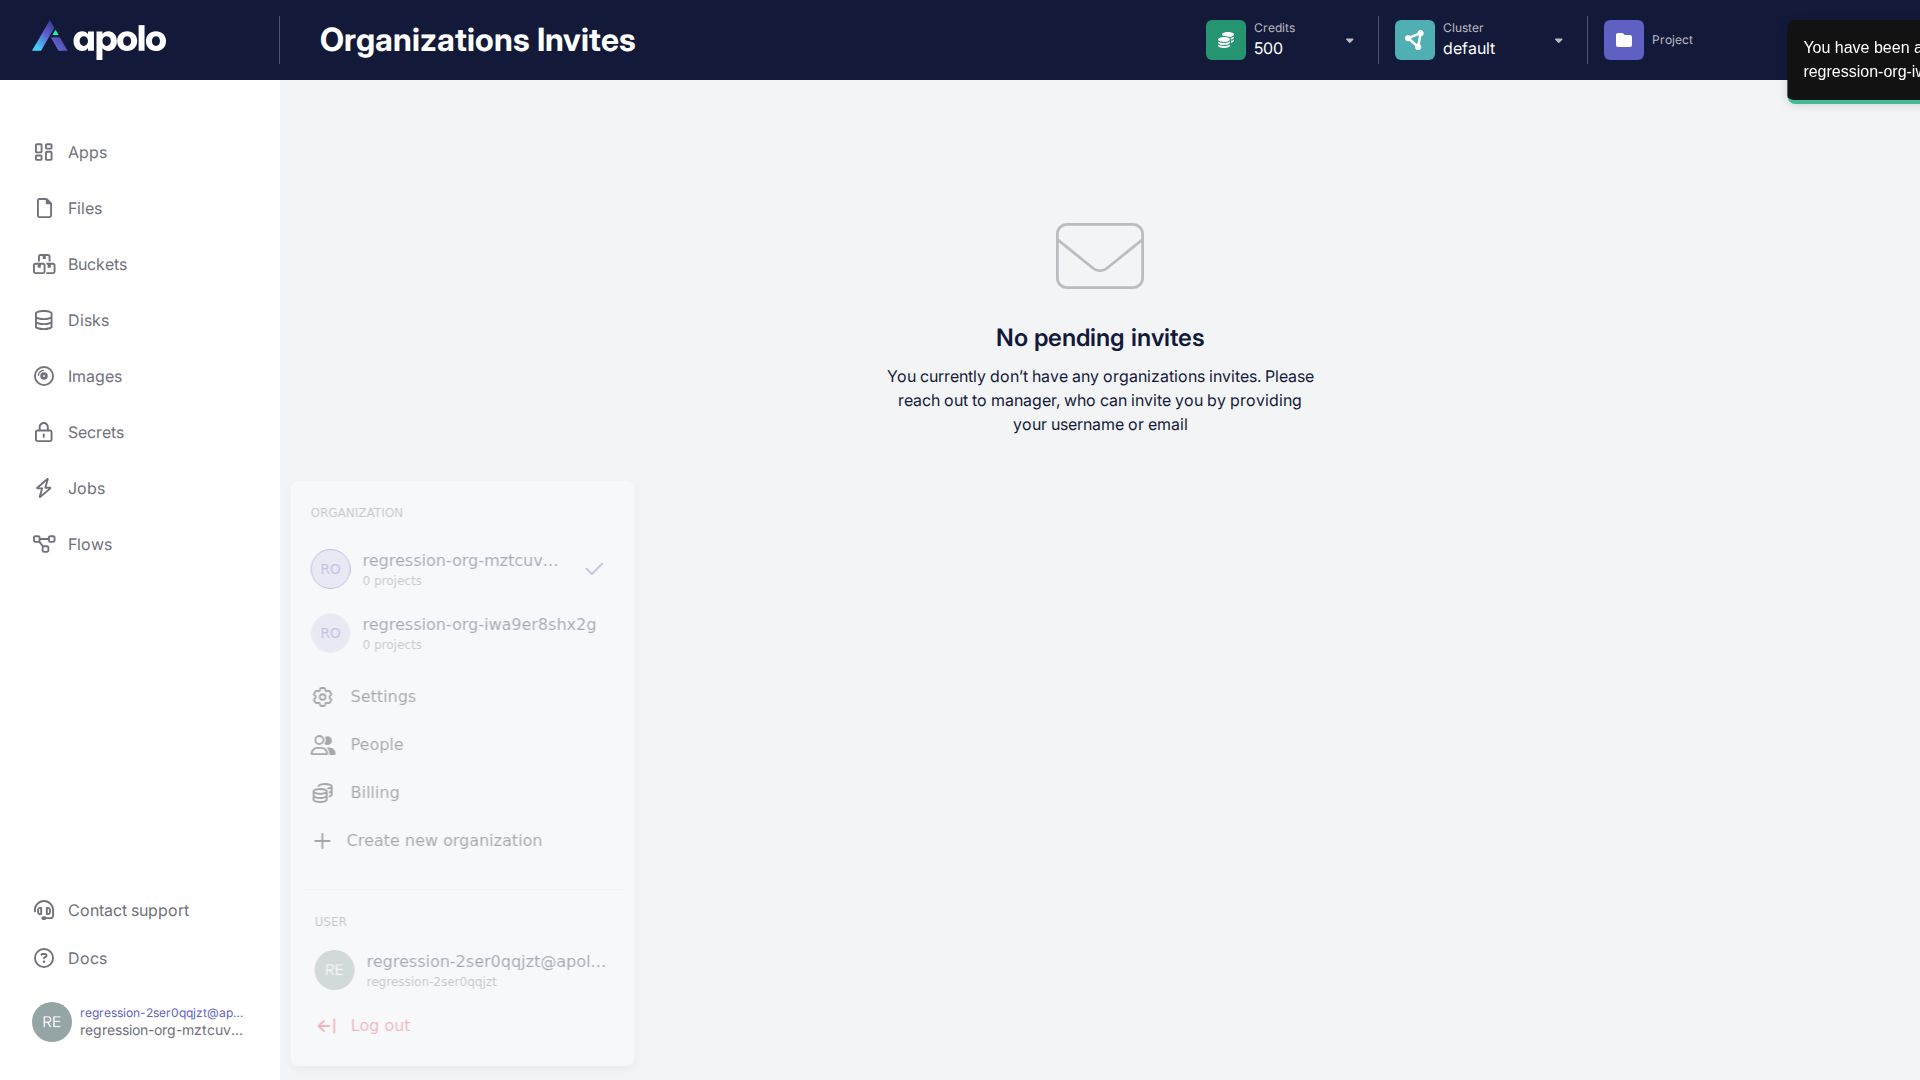 apolo
Organizations Invites
Credits
500
Cluster
default
Project
You have been
regression-org-
Apps
Files
Buckets
Disks
Images
Secrets
Jobs
Flows
No pending invites
You currently don’t have any organizations invites. Please
reach out to manager, who can invite you by providing
your username or email
ORGANIZATION
RO
regression-org-mztcuv...
0 projects
RO
regression-org-iwa9er8shx2g
0 projects
Settings
People
Billing
Create new organization
USER
RE
regression-2ser0qqjzt@apol...
regression-2ser0qqjzt
Log out
Contact support
Docs
RE
regression-2ser0qqjzt@ap...
regression-org-mztcuv...